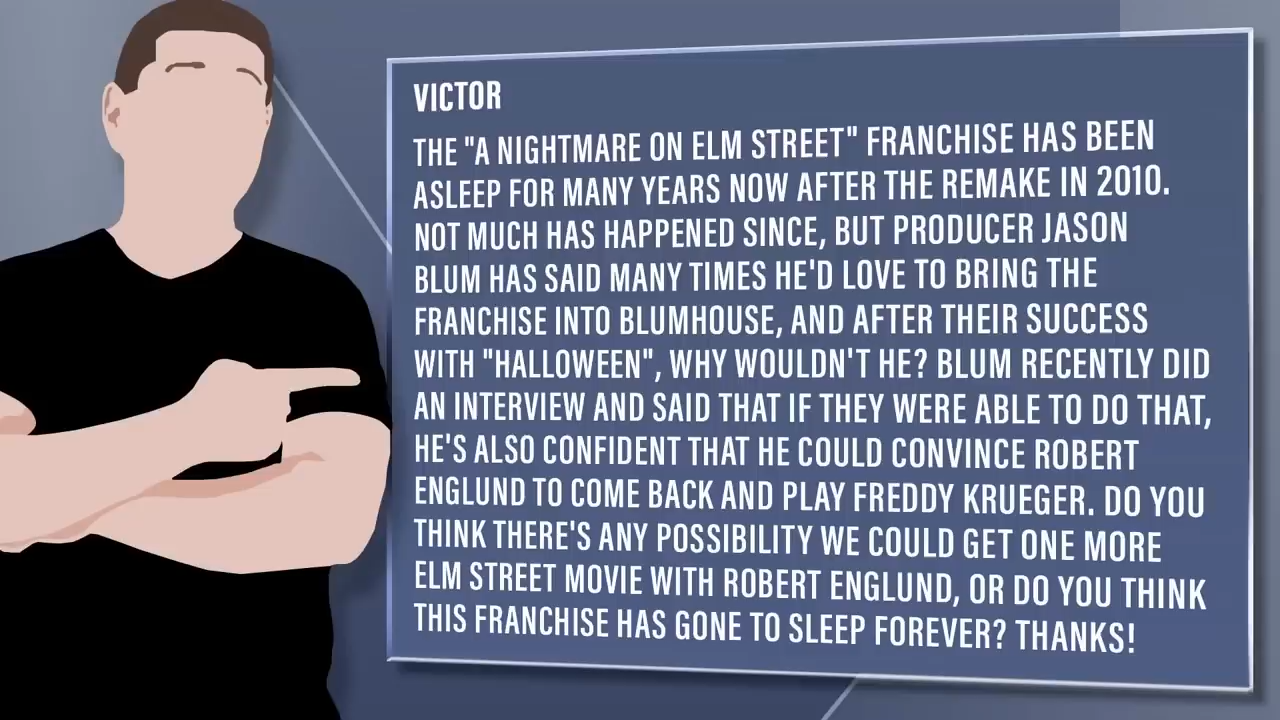 VICTOR
THE "A NIGHTMARE ON ELM STREET" FRANCHISE HAS BEEN
ASLEEP FOR MANY YEARS NOW AFTER THE REMAKE IN 2010.
NOT MUCH HAS HAPPENED SINCE, BUT PRODUCER JASON
BLUM HAS SAID MANY TIMES HE'D LOVE TO BRING THE
FRANCHISE INTO BLUMHOUSE, AND AFTER THEIR SUCCESS
WITH "HALLOWEEN", WHY WOULDN'T HE? BLUM RECENTLY DID
AN INTERVIEW AND SAID THAT IF THEY WERE ABLE TO DO THAT,
HE'S ALSO CONFIDENT THAT HE COULD CONVINCE ROBERT
ENGLUND TO COME BACK AND PLAY FREDDY KRUEGER. DO YOU
THINK THERE'S ANY POSSIBILITY WE COULD GET ONE MORE
ELM STREET MOVIE WITH ROBERT ENGLUND, OR DO YOU THINK
THIS FRANCHISE HAS GONE TO SLEEP FOREVER? THANKS!